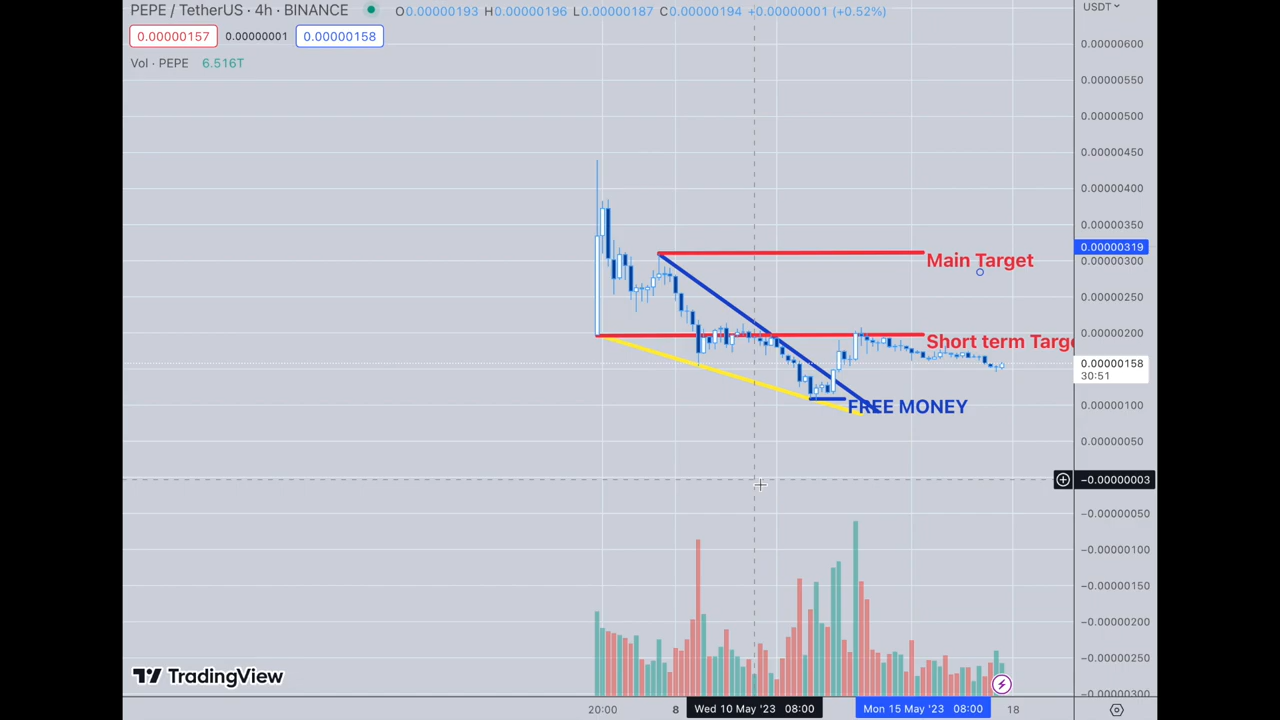 PEPE / TetherUS · 4h · BINANCE O0.00000193 H0.00000196 L0.00000187 C0.00000194 +0.00000001 (+0.52%)
USDT
0.00000157 0.00000001 0.00000158
Vol · PEPE 6.516T
0.00000600
0.00000550
0.00000500
0.00000450
0.00000400
0.00000350
0.00000319
Main Target
0.00000300
0.00000250
0.00000200
Short term Targe
0.00000158
30:51
FREE MONEY
0.00000100
0.00000050
−0.00000003
−0.00000050
−0.00000100
−0.00000150
−0.00000200
−0.00000250
−0.00000300
TradingView
20:00 8 Wed 10 May '23 08:00 Mon 15 May '23 08:00 18